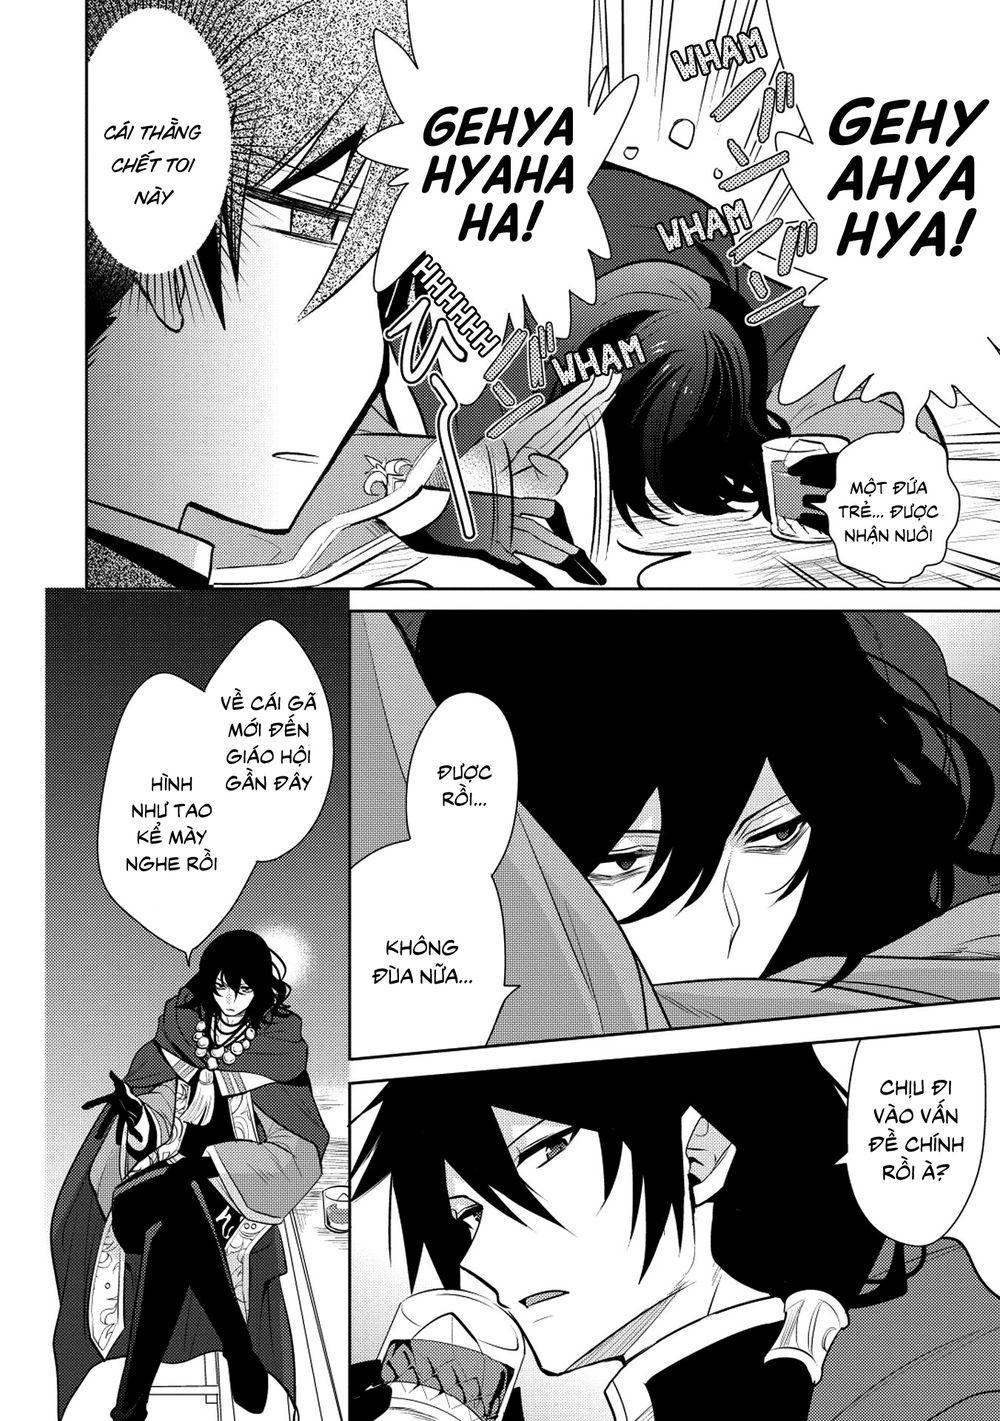 GEHY
AHYA
HYA!
WHAM
WHAM
WHAM
MỘT ĐỨA
TRẺ... ĐƯỢC
NHẬN NUÔI
GEHYA
HYAHA
HA!
HHHHHH
CÁI THẰNG
CHẾT TOI
NÀY
ĐƯỢC
RỒI...
KHÔNG
ĐÙA NỮA...
VỀ CÁI GÃ
MỚI ĐẾN
GIÁO HỘI
GẦN ĐÂY
HÌNH
NHƯ TAO
KỂ MÀY
NGHE RỒI
CHỊU ĐI
VÀO VẤN
ĐỀ CHÍNH
RỒI À?